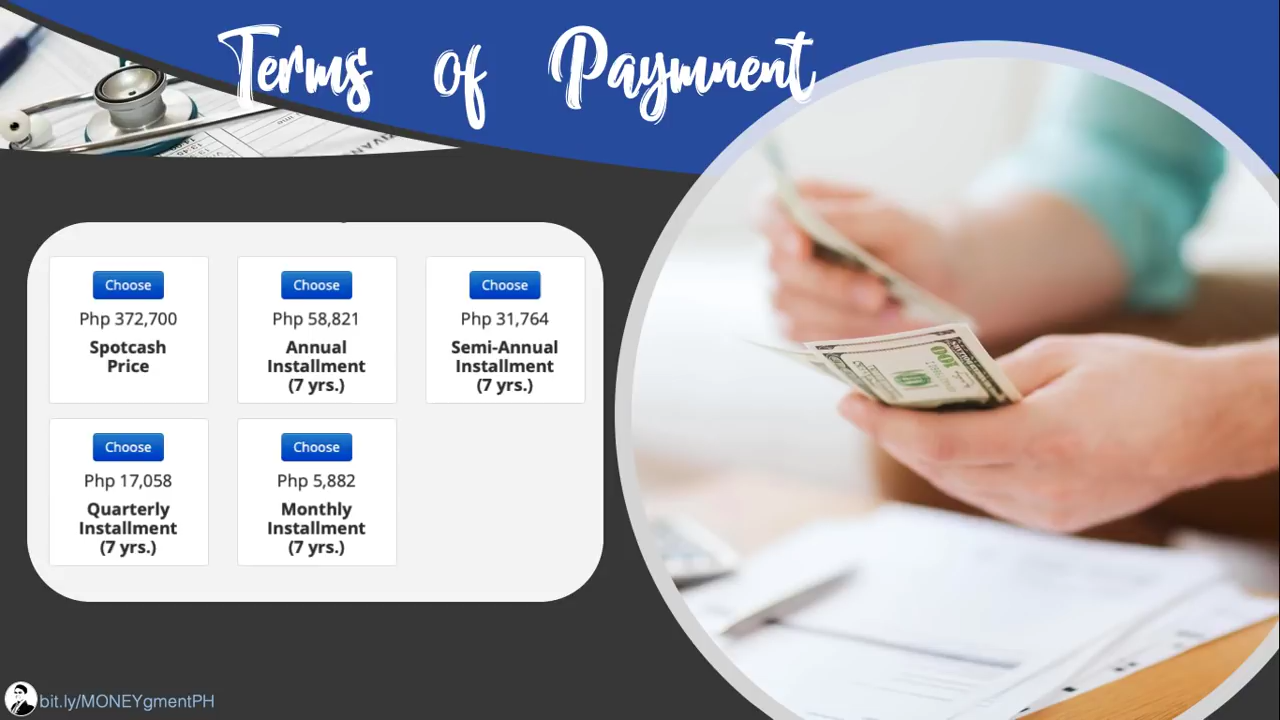 Terms of Paymnent
Choose
Php 372,700
Spotcash
Price
Choose
Php 58,821
Annual
Installment
(7 yrs.)
Choose
Php 31,764
Semi-Annual
Installment
(7 yrs.)
Choose
Php 17,058
Quarterly
Installment
(7 yrs.)
Choose
Php 5,882
Monthly
Installment
(7 yrs.)
100
bit.ly/MONEYgmentPH